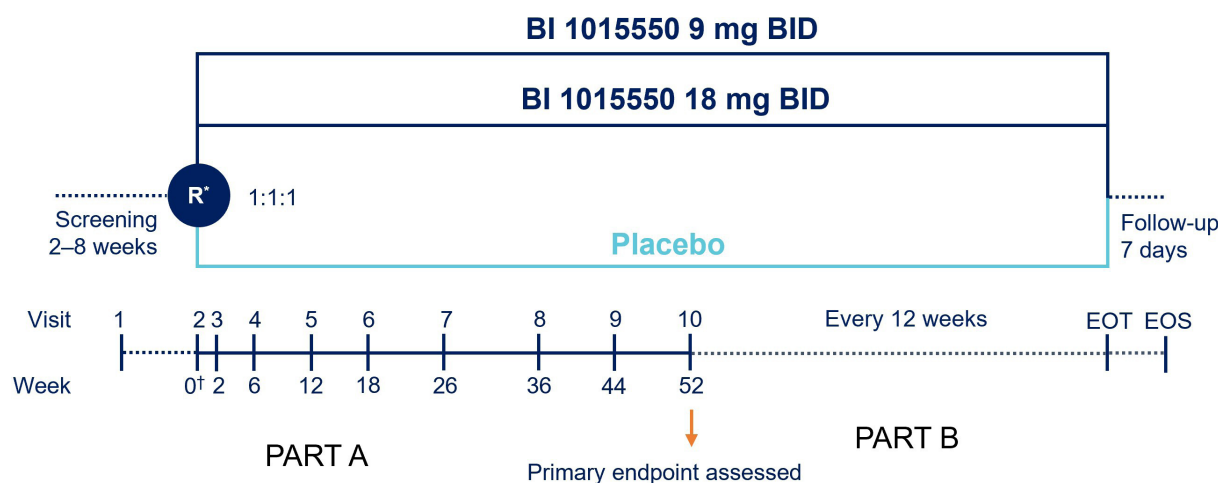 BI 1015550 9 mg BID
BI 1015550 18 mg BID
R*
1:1:1
Screening
2–8 weeks
Placebo
Follow-up
7 days
Visit 1 2 3 4 5 6 7 8 9 10 Every 12 weeks EOT EOS
Week 0† 2 6 12 18 26 36 44 52
PART A
PART B
Primary endpoint assessed